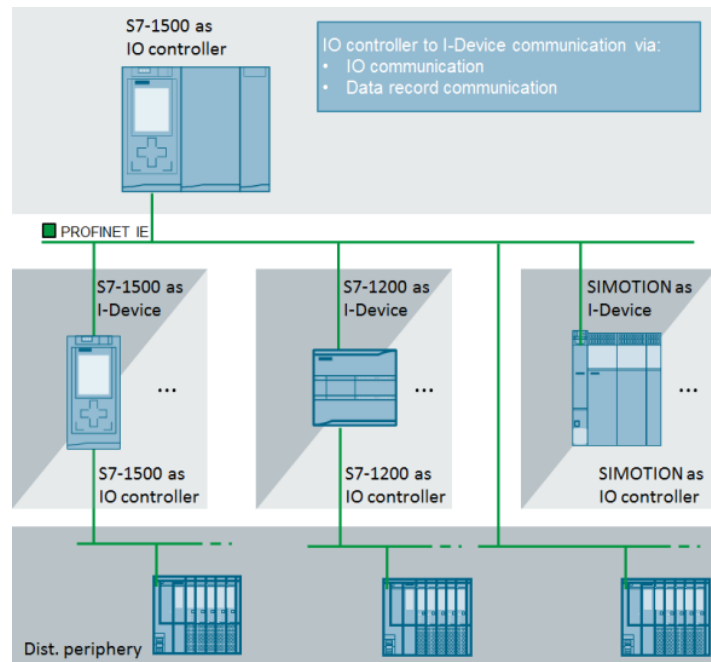 S7-1500 as
IO controller
IO controller to I-Device communication via:
• IO communication
• Data record communication
PROFINET IE
S7-1500 as
I-Device
S7-1200 as
I-Device
SIMOTION as
I-Device
...
...
...
S7-1500 as
IO controller
S7-1200 as
IO controller
SIMOTION as
IO controller
Dist. periphery